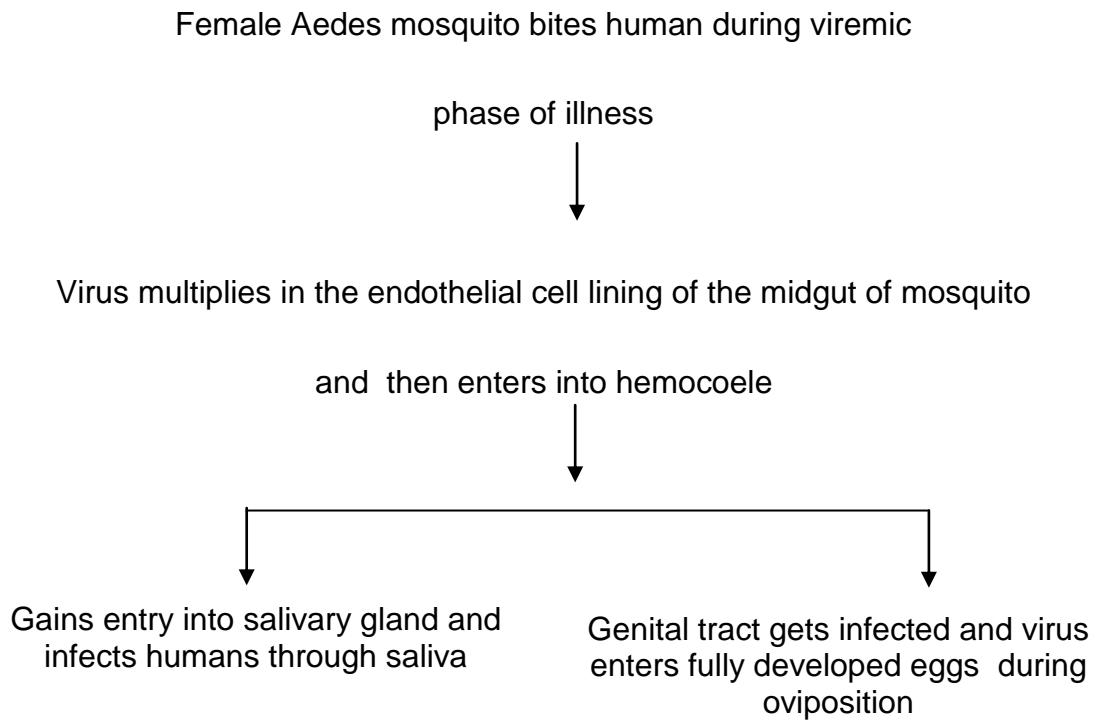 Female Aedes mosquito bites human during viremic
phase of illness
Virus multiplies in the endothelial cell lining of the midgut of mosquito
and  then enters into hemocoele
Gains entry into salivary gland and
infects humans through saliva
Genital tract gets infected and virus
enters fully developed eggs  during
oviposition